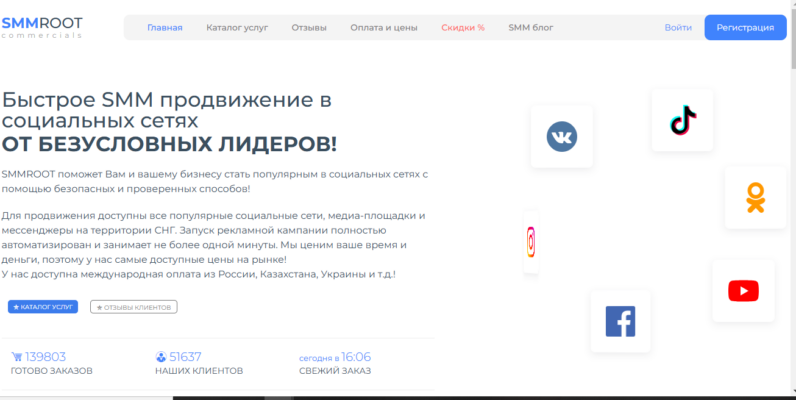 SMMROOT
commercials
Главная Каталог услуг Отзывы Оплата и цены Скидки % SMM блог Войти Регистрация
Быстрое SMM продвижение в
социальных сетях
ОТ БЕЗУСЛОВНЫХ ЛИДЕРОВ!
SMMROOT поможет Вам и вашему бизнесу стать популярным в социальных сетях с
помощью безопасных и проверенных способов!
Для продвижения доступны все популярные социальные сети, медиа-площадки и
мессенджеры на территории СНГ. Запуск рекламной кампании полностью
автоматизирован и занимает не более одной минуты. Мы ценим ваше время и
деньги, поэтому у нас самые доступные цены на рынке!
У нас доступна международная оплата из России, Казахстана, Украины и т.д.!
КАТАЛОГ УСЛУГ ОТЗЫВЫ КЛИЕНТОВ
139803 51637 сегодня в 16:06
ГОТОВО ЗАКАЗОВ НАШИХ КЛИЕНТОВ СВЕЖИЙ ЗАКАЗ